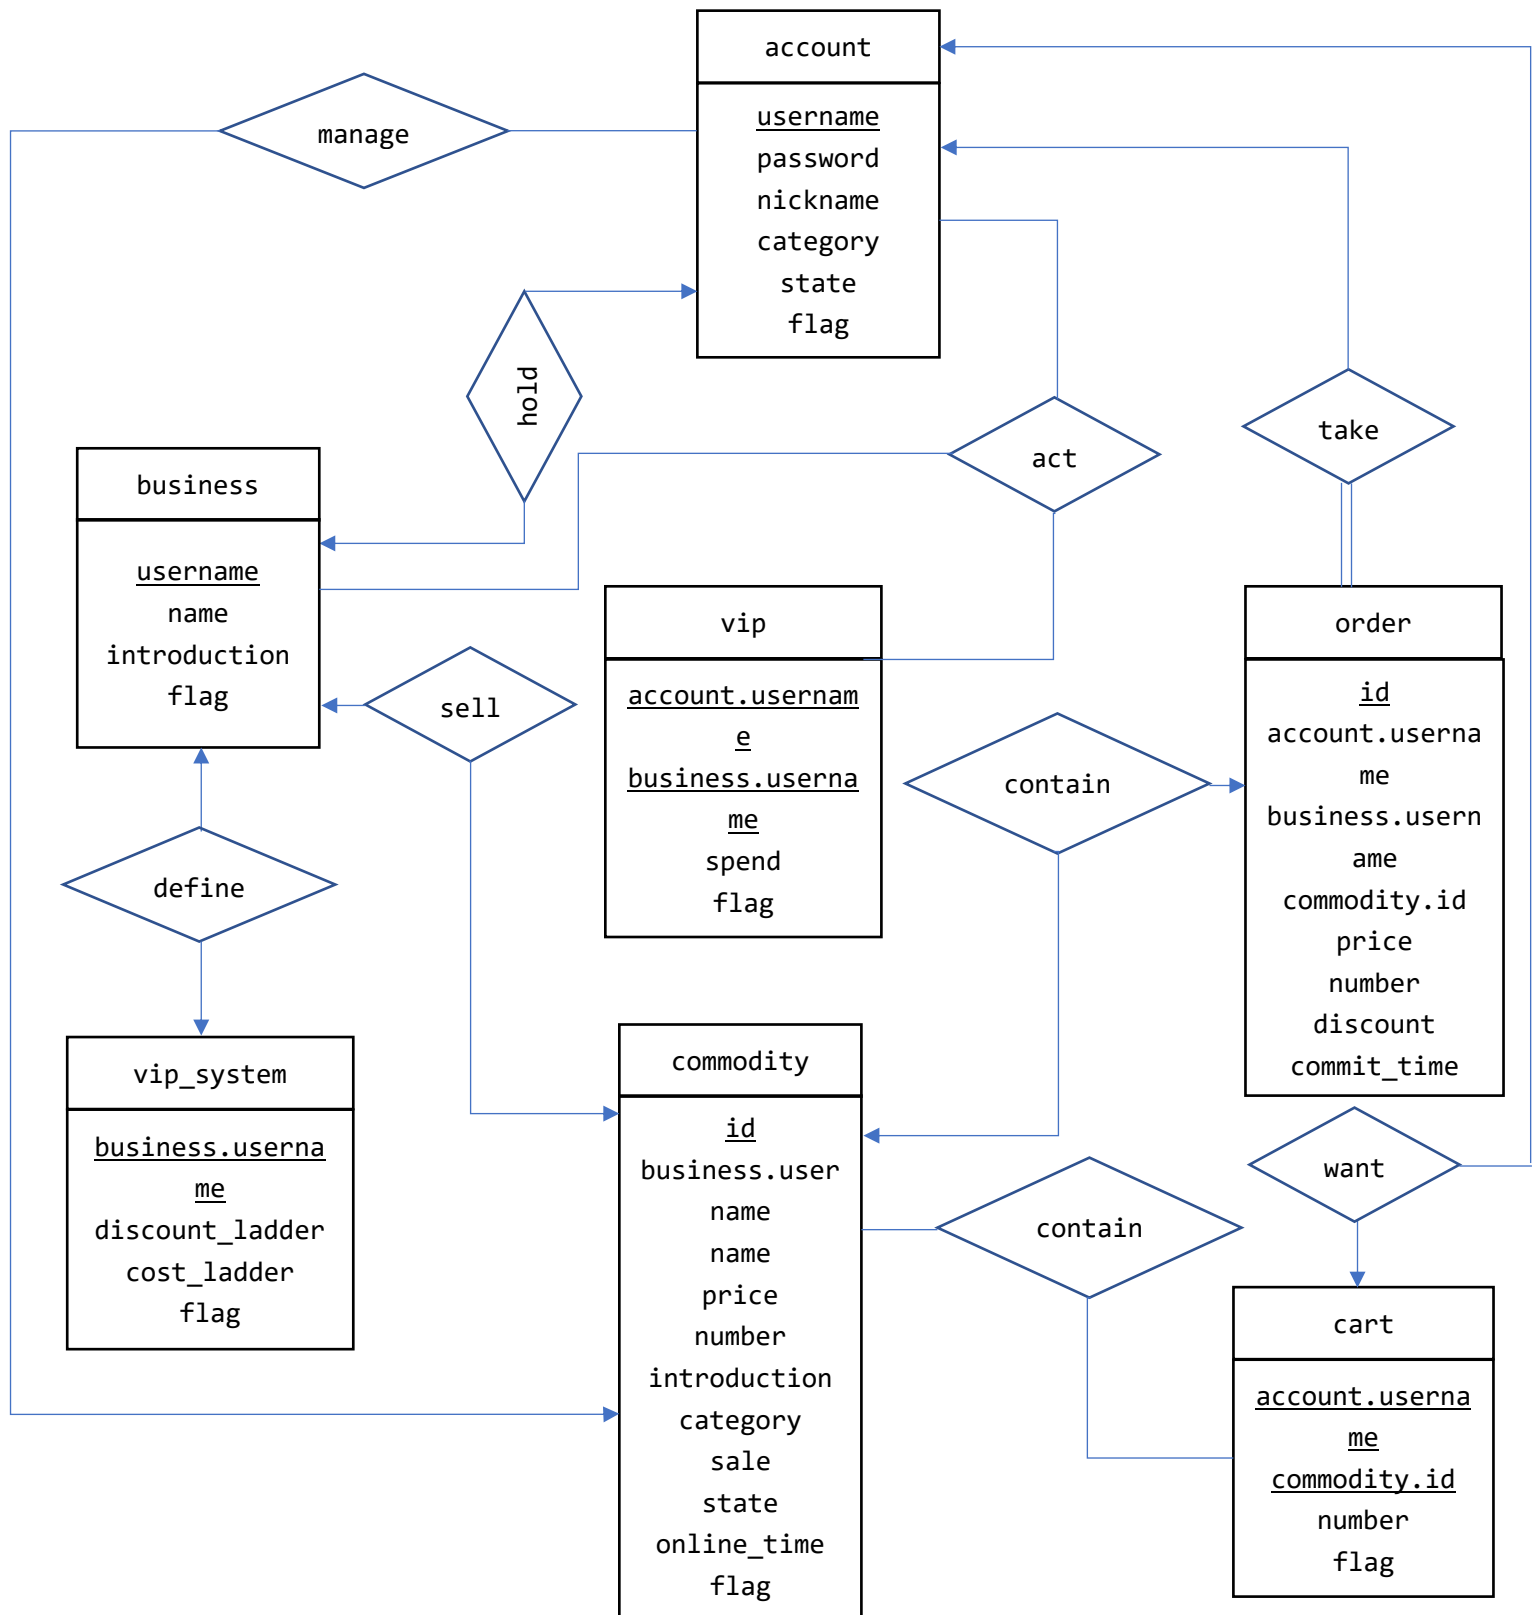 account
username
password
nickname
category
state
flag
manage
hold
take
act
business
username
name
introduction
flag
vip
account.usernam
e
business.userna
me
spend
flag
order
id
account.userna
me
business.usern
ame
commodity.id
price
number
discount
commit_time
sell
contain
define
vip_system
business.userna
me
discount_ladder
cost_ladder
flag
commodity
id
business.user
name
name
price
number
introduction
category
sale
state
online_time
flag
want
contain
cart
account.userna
me
commodity.id
number
flag